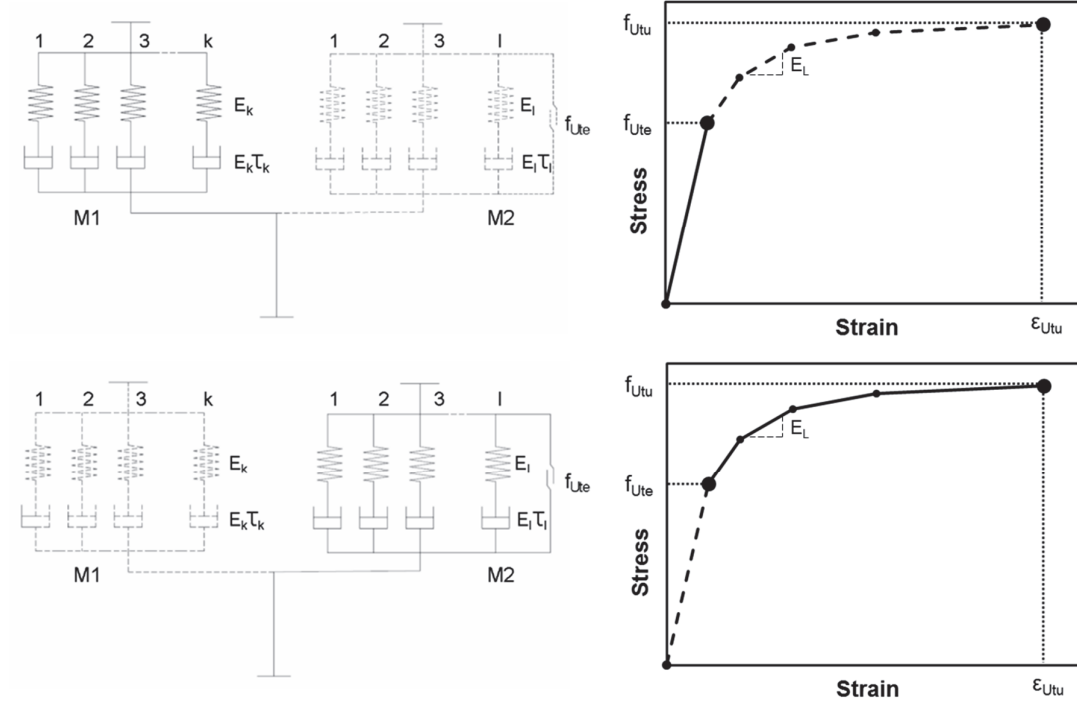 1 2 3 k
E_k
E_kτ_k
M1
1 2 3 l
E_l
f_Ute
E_lτ_l
M2
f_Utu
E_L
f_Ute
Stress
Strain
ε_Utu
1 2 3 k
E_k
E_kτ_k
M1
1 2 3 l
E_l
f_Ute
E_lτ_l
M2
f_Utu
E_L
f_Ute
Stress
Strain
ε_Utu